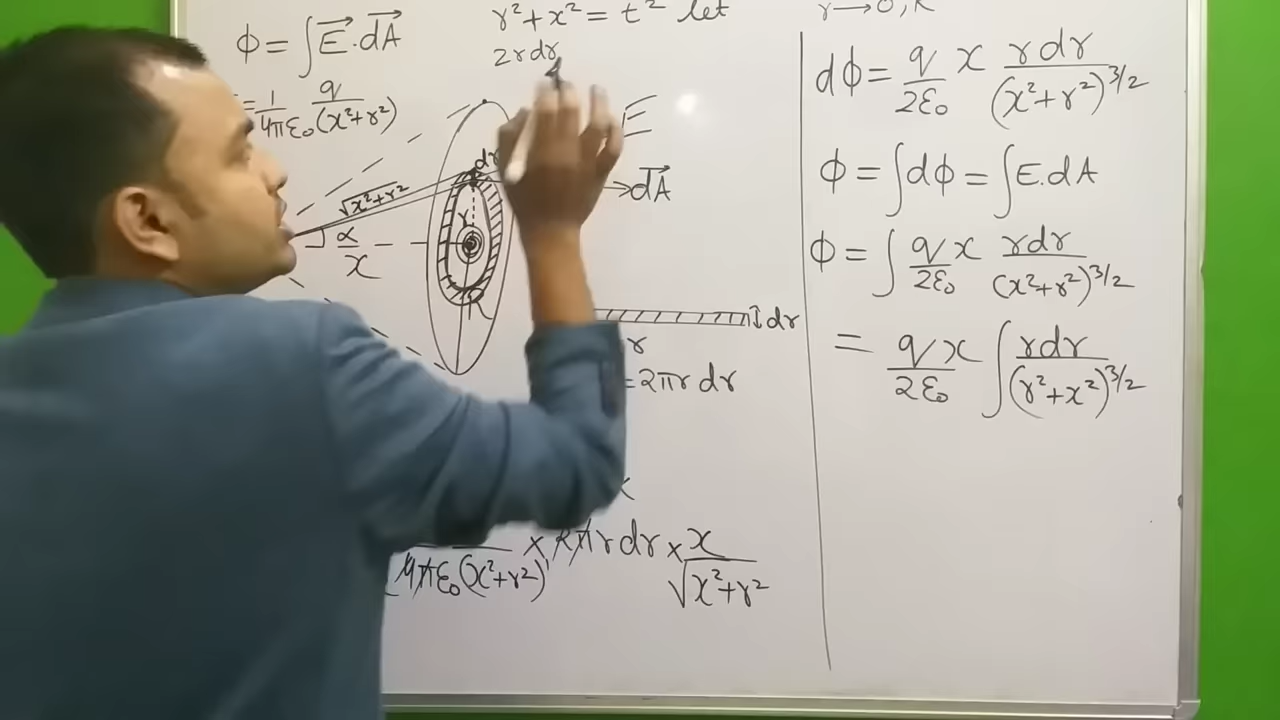 ϕ = ∫ E⃗ . dA⃗
= 1/4πε₀ q/(x²+r²)
r² + x² = t² let
2rdr
r → 0, R
dr
E
√x²+r²
dA⃗
r
α
x
R
dr
r
= 2πr dr
4πε₀(x²+r²) × 2πr dr × x/√x²+r²
dϕ = q/2ε₀ x rdr/(x²+r²)^3/2
ϕ = ∫dϕ = ∫E.dA
ϕ = ∫ q/2ε₀ x rdr/(x²+r²)^3/2
= qx/2ε₀ ∫ rdr/(r²+x²)^3/2